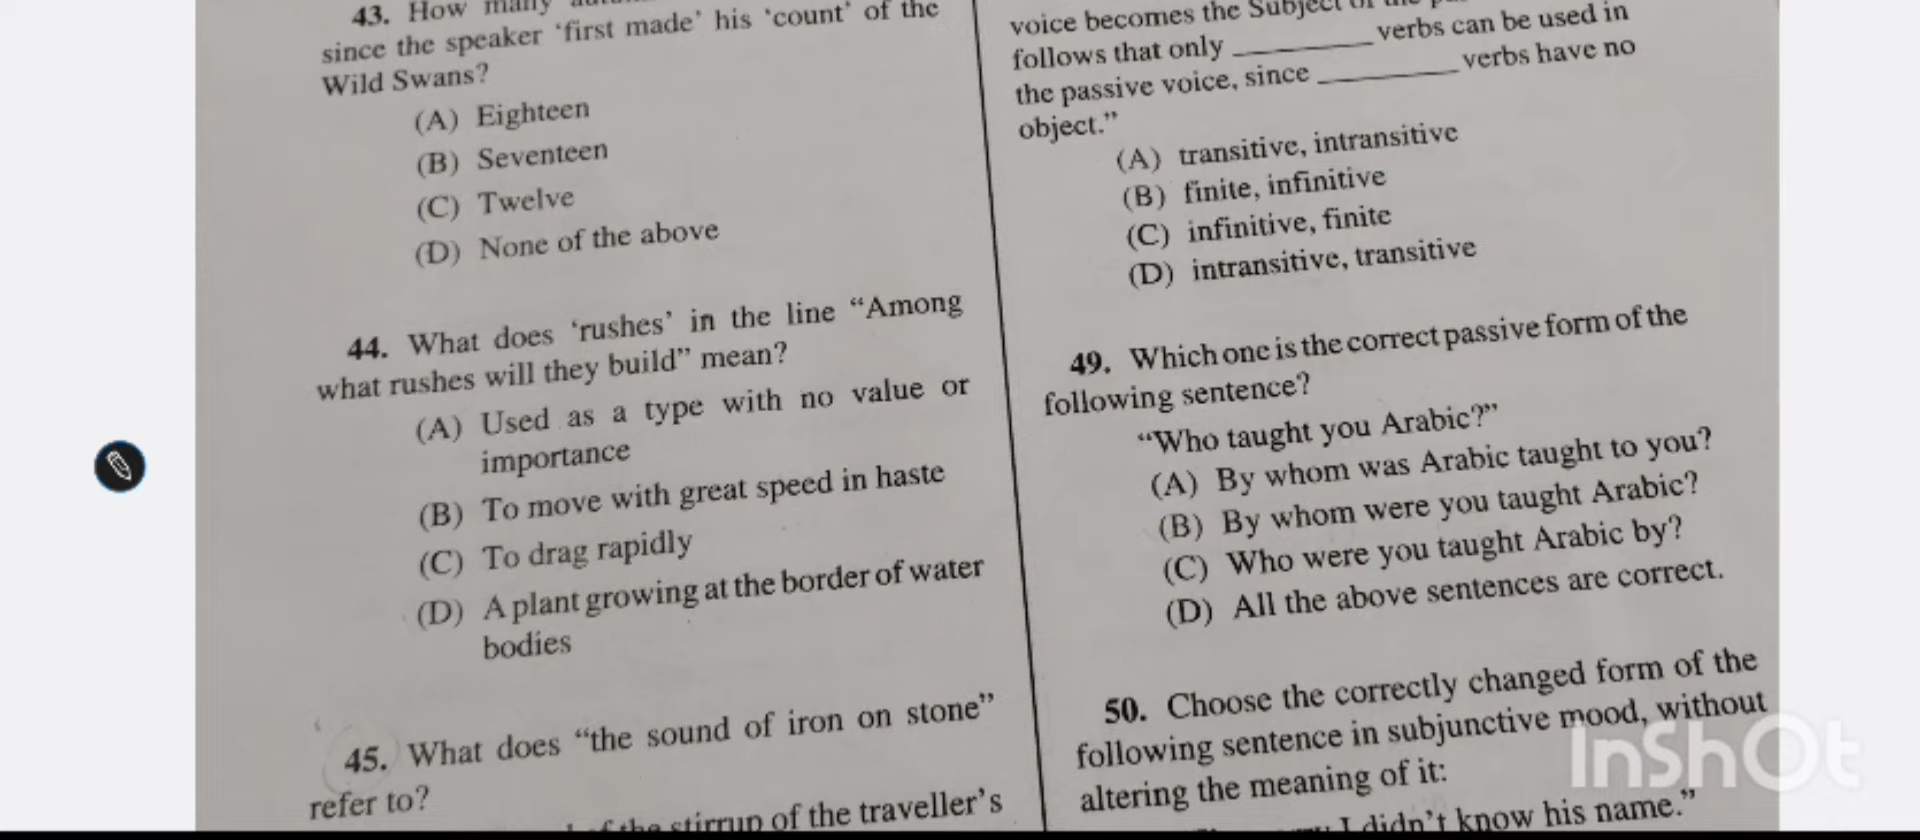 43. How many
since the speaker ‘first made’ his ‘count’ of the
Wild Swans?
(A) Eighteen
(B) Seventeen
(C) Twelve
(D) None of the above
44. What does ‘rushes’ in the line “Among
what rushes will they build” mean?
(A) Used as a type with no value or
importance
(B) To move with great speed in haste
(C) To drag rapidly
(D) A plant growing at the border of water
bodies
45. What does “the sound of iron on stone”
refer to?
stirrup of the traveller’s
voice becomes the Subject of the
follows that only ________ verbs can be used in
the passive voice, since ________ verbs have no
object.”
(A) transitive, intransitive
(B) finite, infinitive
(C) infinitive, finite
(D) intransitive, transitive
49. Which one is the correct passive form of the
following sentence?
“Who taught you Arabic?”
(A) By whom was Arabic taught to you?
(B) By whom were you taught Arabic?
(C) Who were you taught Arabic by?
(D) All the above sentences are correct.
50. Choose the correctly changed form of the
following sentence in subjunctive mood, without
altering the meaning of it:
I didn’t know his name.”
InShOt